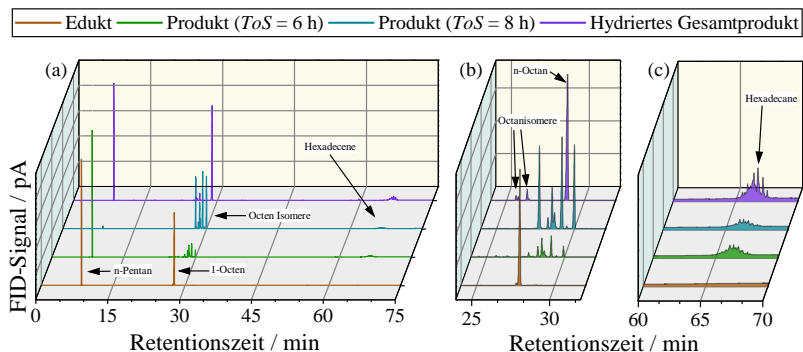 Edukt Produkt (ToS = 6 h) Produkt (ToS = 8 h) Hydriertes Gesamtprodukt
(a) (b) (c)
n-Octan
Octanisomere
Hexadecane
Hexadecene
Octen Isomere
n-Pentan 1-Octen
FID-Signal / pA
0 15 30 45 60 75
25 30
60 65 70
Retentionszeit / min Retentionszeit / min